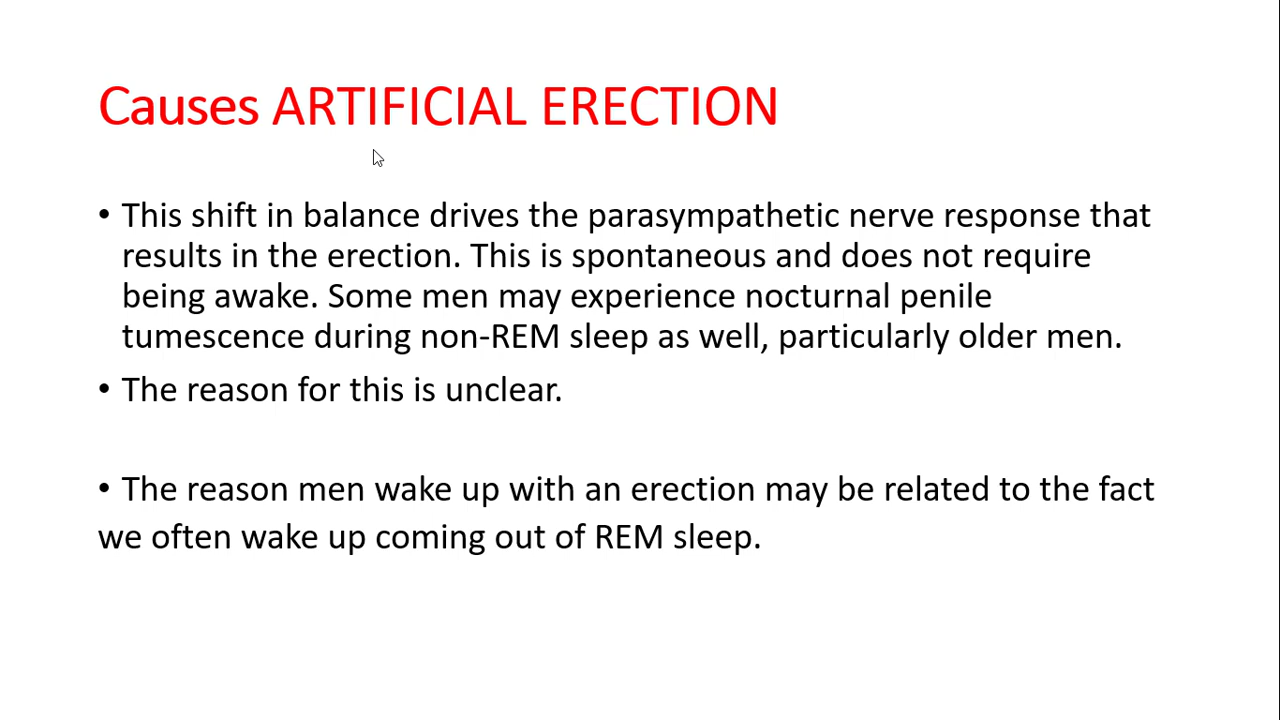 Causes ARTIFICIAL ERECTION
• This shift in balance drives the parasympathetic nerve response that
results in the erection. This is spontaneous and does not require
being awake. Some men may experience nocturnal penile
tumescence during non-REM sleep as well, particularly older men.
• The reason for this is unclear.
• The reason men wake up with an erection may be related to the fact
we often wake up coming out of REM sleep.